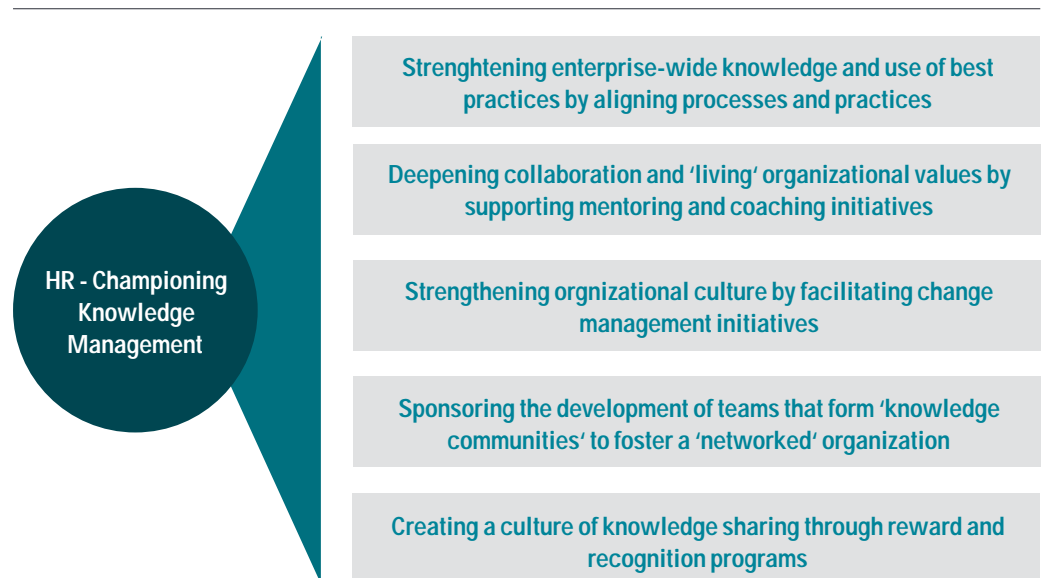 HR - Championing
Knowledge
Management
Strenghtening enterprise-wide knowledge and use of best
practices by aligning processes and practices
Deepening collaboration and ‘living‘ organizational values by
supporting mentoring and coaching initiatives
Strengthening orgnizational culture by facilitating change
management initiatives
Sponsoring the development of teams that form ‘knowledge
communities‘ to foster a ‘networked‘ organization
Creating a culture of knowledge sharing through reward and
recognition programs